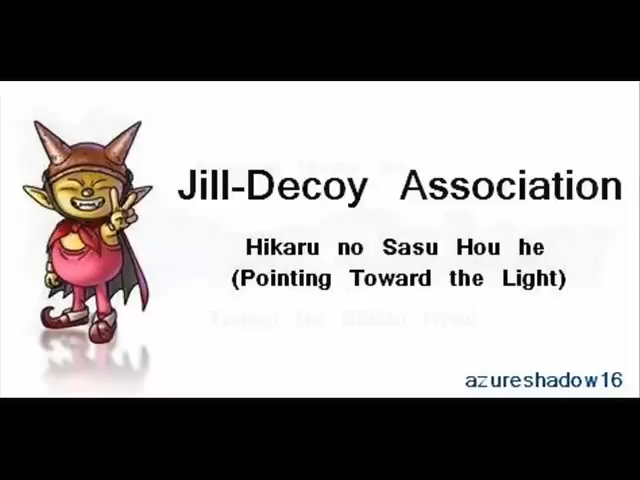 Jill-Decoy Association
Hikaru no Sasu Hou he
(Pointing Toward the Light)
azureshadow16